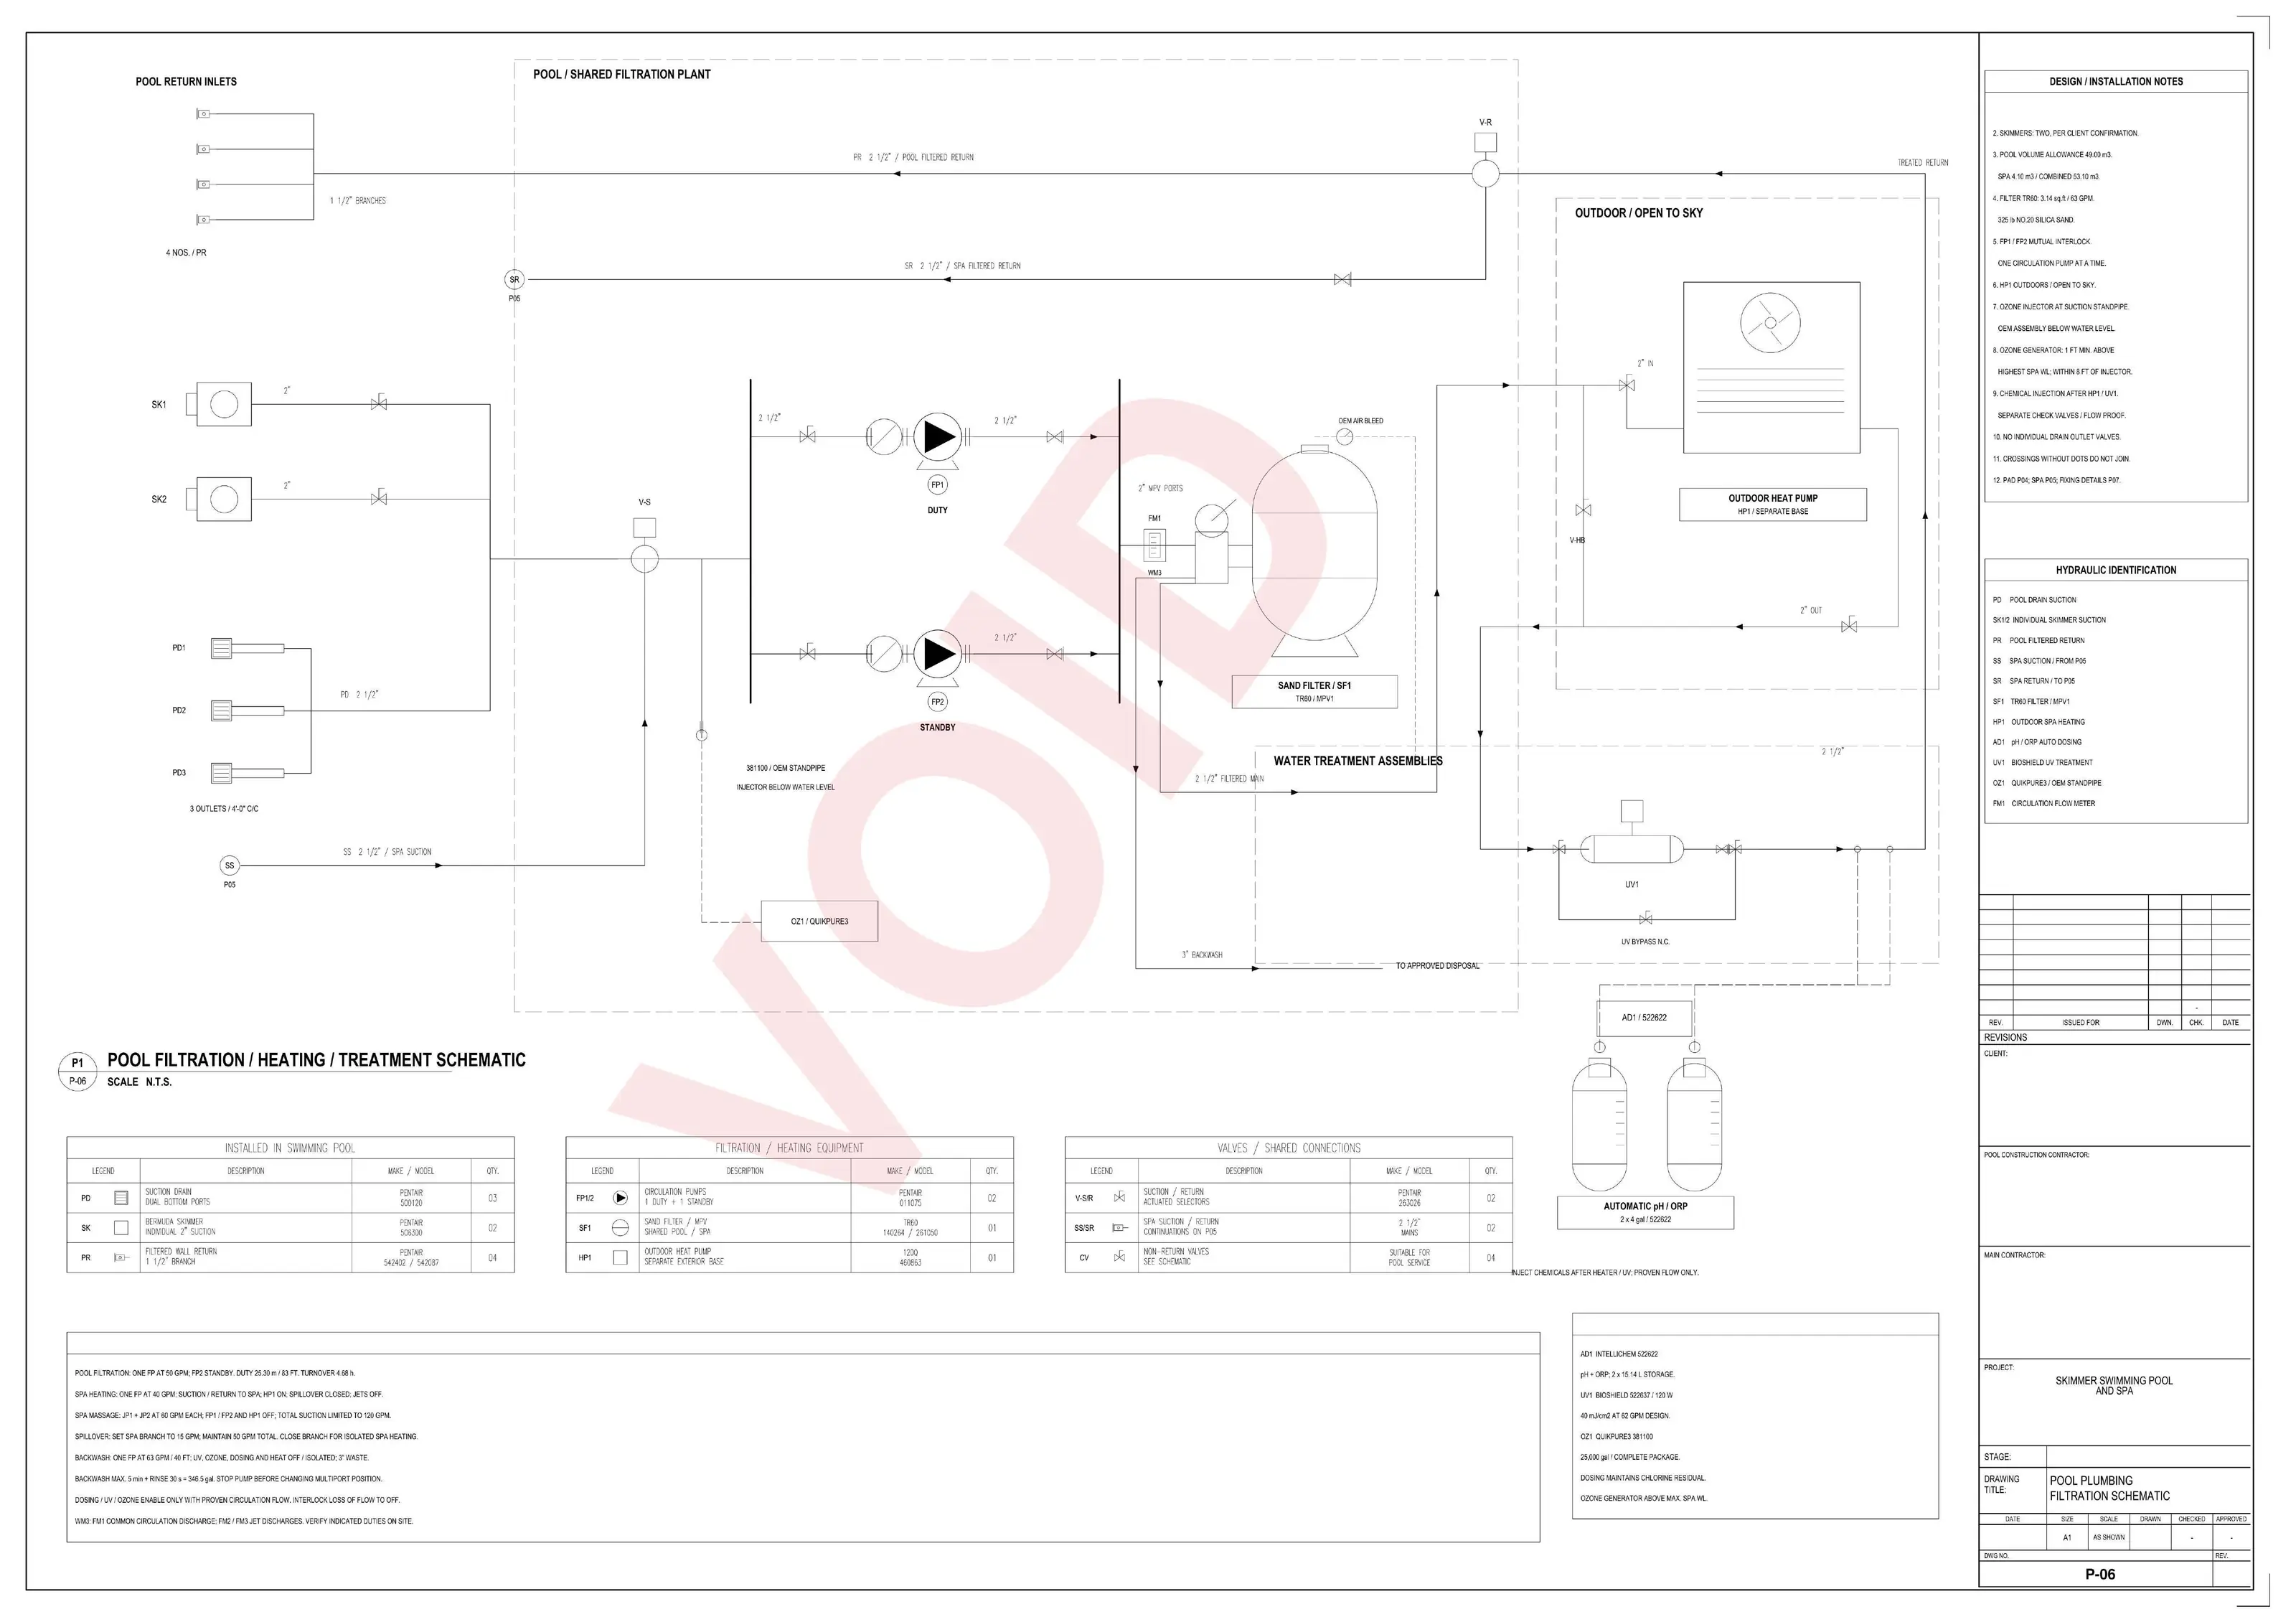 POOL RETURN INLETS
POOL / SHARED FILTRATION PLANT
V-R
PR 2 1/2" / POOL FILTERED RETURN
TREATED RETURN
1 1/2" BRANCHES
4 NOS. / PR
OUTDOOR / OPEN TO SKY
SR 2 1/2" / SPA FILTERED RETURN
SR
P05
2" IN
SK1
2"
SK2
2"
V-S
2 1/2"
2 1/2"
FP1
DUTY
OEM AIR BLEED
2" MPV PORTS
FM1
WM3
OUTDOOR HEAT PUMP
HP1 / SEPARATE BASE
V-HB
2" OUT
PD1
PD2
PD3
PD 2 1/2"
3 OUTLETS / 4'-0" C/C
2 1/2"
FP2
STANDBY
SAND FILTER / SF1
TR60 / MPV1
381100 / OEM STANDPIPE
INJECTOR BELOW WATER LEVEL
WATER TREATMENT ASSEMBLIES
2 1/2" FILTERED MAIN
2 1/2"
SS 2 1/2" / SPA SUCTION
SS
P05
OZ1 / QUIKPURE3
UV1
UV BYPASS N.C.
3" BACKWASH
TO APPROVED DISPOSAL
AD1 / 522622
AUTOMATIC pH / ORP
2 x 4 gal / 522622
INJECT CHEMICALS AFTER HEATER / UV; PROVEN FLOW ONLY.
VOID
P1
P-06
POOL FILTRATION / HEATING / TREATMENT SCHEMATIC
SCALE N.T.S.
INSTALLED IN SWIMMING POOL
LEGEND DESCRIPTION MAKE / MODEL QTY.
PD SUCTION DRAIN DUAL BOTTOM PORTS PENTAIR 500120 03
SK BERMUDA SKIMMER INDIVIDUAL 2" SUCTION PENTAIR 506300 02
PR FILTERED WALL RETURN 1 1/2" BRANCH PENTAIR 542402 / 542087 04
FILTRATION / HEATING EQUIPMENT
LEGEND DESCRIPTION MAKE / MODEL QTY.
FP1/2 CIRCULATION PUMPS 1 DUTY + 1 STANDBY PENTAIR 011075 02
SF1 SAND FILTER / MPV SHARED POOL / SPA TR60 140264 / 261050 01
HP1 OUTDOOR HEAT PUMP SEPARATE EXTERIOR BASE 120Q 460863 01
VALVES / SHARED CONNECTIONS
LEGEND DESCRIPTION MAKE / MODEL QTY.
V-S/R SUCTION / RETURN ACTUATED SELECTORS PENTAIR 263026 02
SS/SR SPA SUCTION / RETURN CONTINUATIONS ON P05 2 1/2" MAINS 02
CV NON-RETURN VALVES SEE SCHEMATIC SUITABLE FOR POOL SERVICE 04
POOL FILTRATION: ONE FP AT 50 GPM; FP2 STANDBY. DUTY 25.30 m / 83 FT. TURNOVER 4.68 h.
SPA HEATING: ONE FP AT 40 GPM; SUCTION / RETURN TO SPA; HP1 ON; SPILLOVER CLOSED; JETS OFF.
SPA MASSAGE: JP1 + JP2 AT 60 GPM EACH; FP1 / FP2 AND HP1 OFF; TOTAL SUCTION LIMITED TO 120 GPM.
SPILLOVER: SET SPA BRANCH TO 15 GPM; MAINTAIN 50 GPM TOTAL. CLOSE BRANCH FOR ISOLATED SPA HEATING.
BACKWASH: ONE FP AT 63 GPM / 40 FT; UV, OZONE, DOSING AND HEAT OFF / ISOLATED; 3" WASTE.
BACKWASH MAX. 5 min + RINSE 30 s = 346.5 gal. STOP PUMP BEFORE CHANGING MULTIPORT POSITION.
DOSING / UV / OZONE ENABLE ONLY WITH PROVEN CIRCULATION FLOW. INTERLOCK LOSS OF FLOW TO OFF.
WM3: FM1 COMMON CIRCULATION DISCHARGE; FM2 / FM3 JET DISCHARGES. VERIFY INDICATED DUTIES ON SITE.
AD1 INTELLICHEM 522622
pH + ORP; 2 x 15.14 L STORAGE.
UV1 BIOSHIELD 522637 / 120 W
40 mJ/cm2 AT 62 GPM DESIGN.
OZ1 QUIKPURE3 381100
25,000 gal / COMPLETE PACKAGE.
DOSING MAINTAINS CHLORINE RESIDUAL.
OZONE GENERATOR ABOVE MAX. SPA WL.
DESIGN / INSTALLATION NOTES
2. SKIMMERS: TWO, PER CLIENT CONFIRMATION.
3. POOL VOLUME ALLOWANCE 49.00 m3.
SPA 4.10 m3 / COMBINED 53.10 m3.
4. FILTER TR60: 3.14 sq.ft / 63 GPM.
325 lb NO.20 SILICA SAND.
5. FP1 / FP2 MUTUAL INTERLOCK.
ONE CIRCULATION PUMP AT A TIME.
6. HP1 OUTDOORS / OPEN TO SKY.
7. OZONE INJECTOR AT SUCTION STANDPIPE.
OEM ASSEMBLY BELOW WATER LEVEL.
8. OZONE GENERATOR: 1 FT MIN. ABOVE
HIGHEST SPA WL; WITHIN 8 FT OF INJECTOR.
9. CHEMICAL INJECTION AFTER HP1 / UV1.
SEPARATE CHECK VALVES / FLOW PROOF.
10. NO INDIVIDUAL DRAIN OUTLET VALVES.
11. CROSSINGS WITHOUT DOTS DO NOT JOIN.
12. PAD P04; SPA P05; FIXING DETAILS P07.
HYDRAULIC IDENTIFICATION
PD POOL DRAIN SUCTION
SK1/2 INDIVIDUAL SKIMMER SUCTION
PR POOL FILTERED RETURN
SS SPA SUCTION / FROM P05
SR SPA RETURN / TO P05
SF1 TR60 FILTER / MPV1
HP1 OUTDOOR SPA HEATING
AD1 pH / ORP AUTO DOSING
UV1 BIOSHIELD UV TREATMENT
OZ1 QUIKPURE3 / OEM STANDPIPE
FM1 CIRCULATION FLOW METER
-
REV. ISSUED FOR DWN. CHK. DATE
REVISIONS
CLIENT:
POOL CONSTRUCTION CONTRACTOR:
MAIN CONTRACTOR:
PROJECT:
SKIMMER SWIMMING POOL
AND SPA
STAGE:
DRAWING TITLE:
POOL PLUMBING
FILTRATION SCHEMATIC
DATE SIZE SCALE DRAWN CHECKED APPROVED
A1 AS SHOWN - -
DWG NO. REV.
P-06